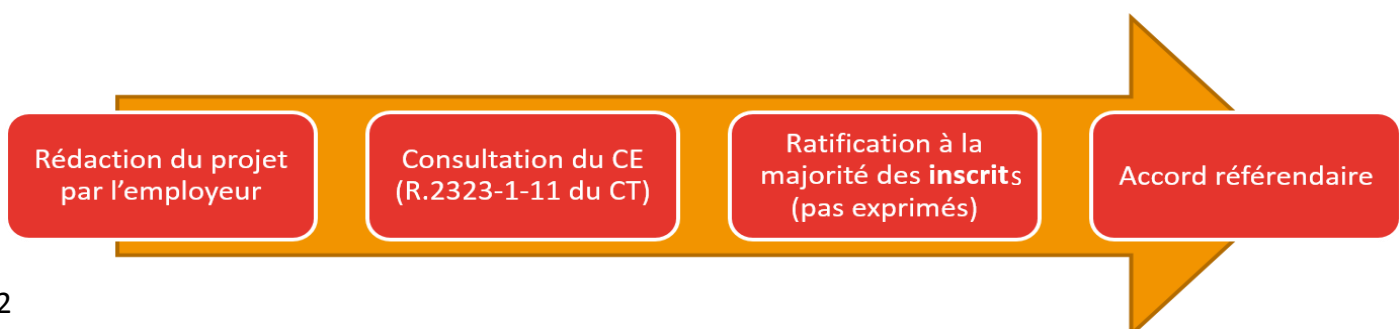 Rédaction du projet
par l’employeur
Consultation du CE
(R.2323-1-11 du CT)
Ratification à la
majorité des inscrits
(pas exprimés)
Accord référendaire
2